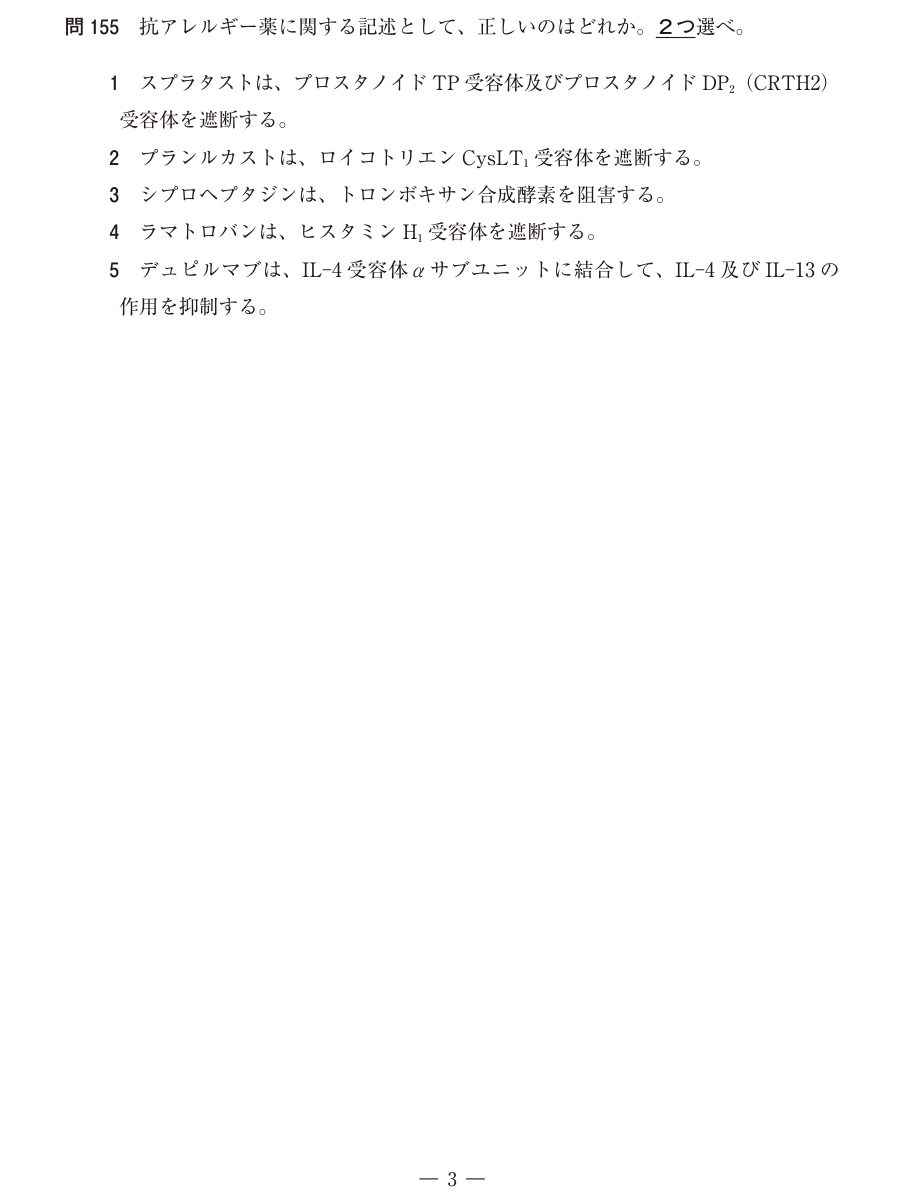 問 155　抗アレルギー薬に関する記述として、正しいのはどれか。2つ選べ。
1　スプラタストは、プロスタノイド TP 受容体及びプロスタノイド DP₂（CRTH2）
受容体を遮断する。
2　プランルカストは、ロイコトリエン CysLT₁ 受容体を遮断する。
3　シプロヘプタジンは、トロンボキサン合成酵素を阻害する。
4　ラマトロバンは、ヒスタミン H₁ 受容体を遮断する。
5　デュピルマブは、IL-4 受容体 α サブユニットに結合して、IL-4 及び IL-13 の
作用を抑制する。
— 3 —